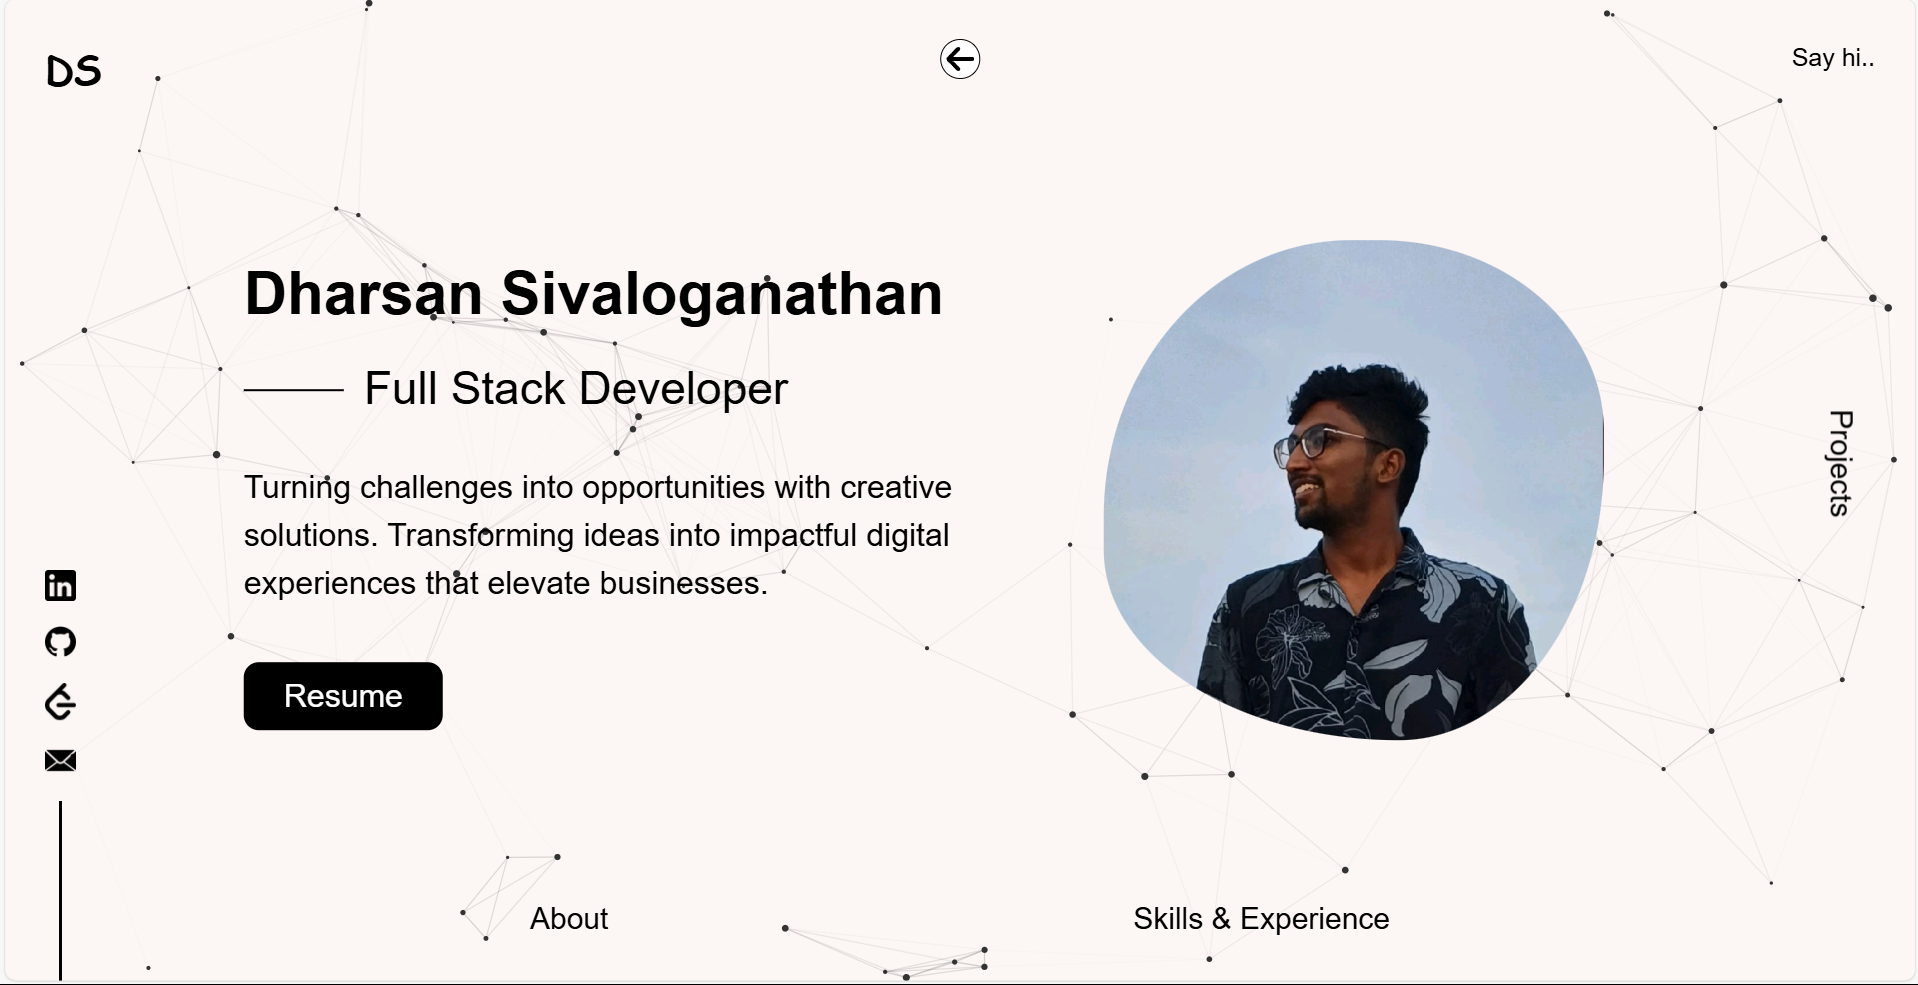 DS
Say hi..
Dharsan Sivaloganathan
Full Stack Developer
Turning challenges into opportunities with creative
solutions. Transforming ideas into impactful digital
experiences that elevate businesses.
Projects
in
Resume
About
Skills & Experience